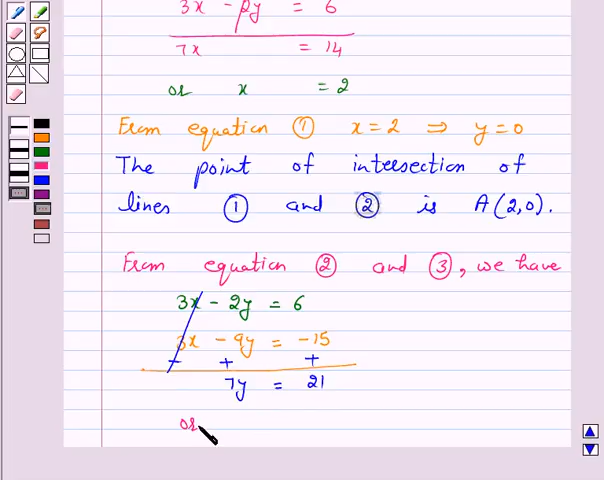 3x - 2y = 6
7x = 14
or x = 2
From equation ① x = 2 ⇒ y = 0
The point of intersection of
lines ① and ② is A(2,0).
From equation ② and ③, we have
3x - 2y = 6
3x - 9y = -15
- + +
7y = 21
or